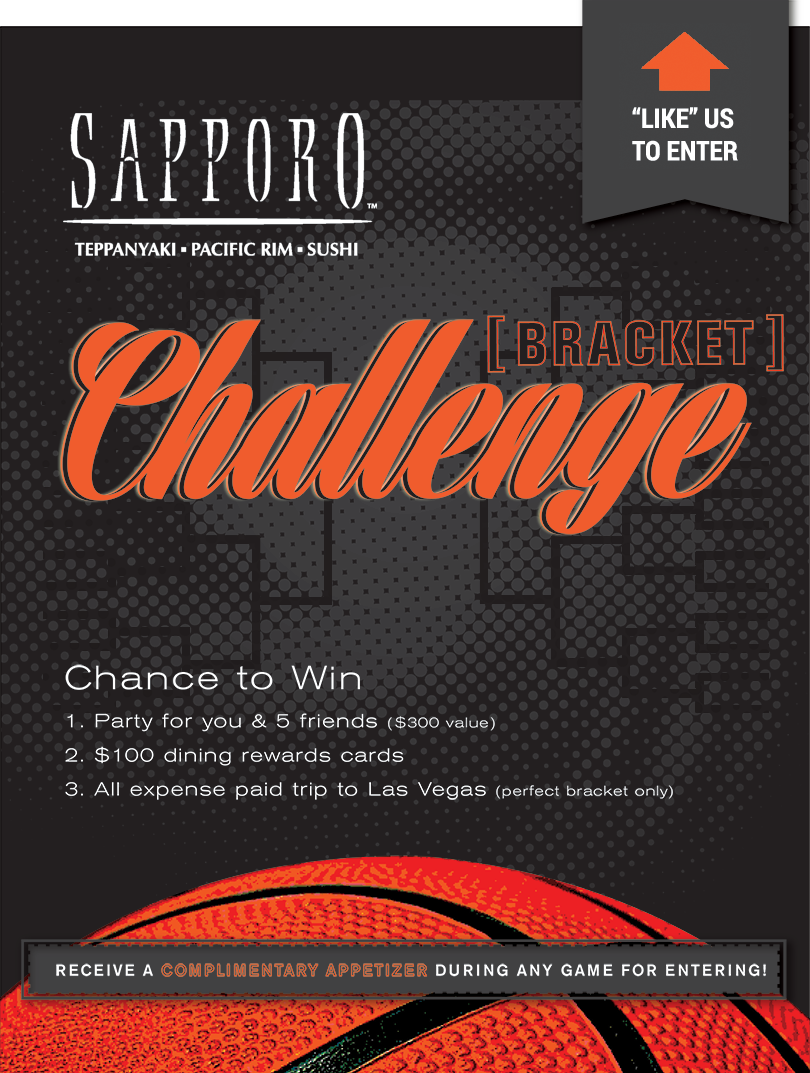 “LIKE” US
TO ENTER
SAPPORO™
TEPPANYAKI ▪ PACIFIC RIM ▪ SUSHI
[BRACKET]
Challenge
Chance to Win
1. Party for you & 5 friends ($300 value)
2. $100 dining rewards cards
3. All expense paid trip to Las Vegas (perfect bracket only)
RECEIVE A COMPLIMENTARY APPETIZER DURING ANY GAME FOR ENTERING!